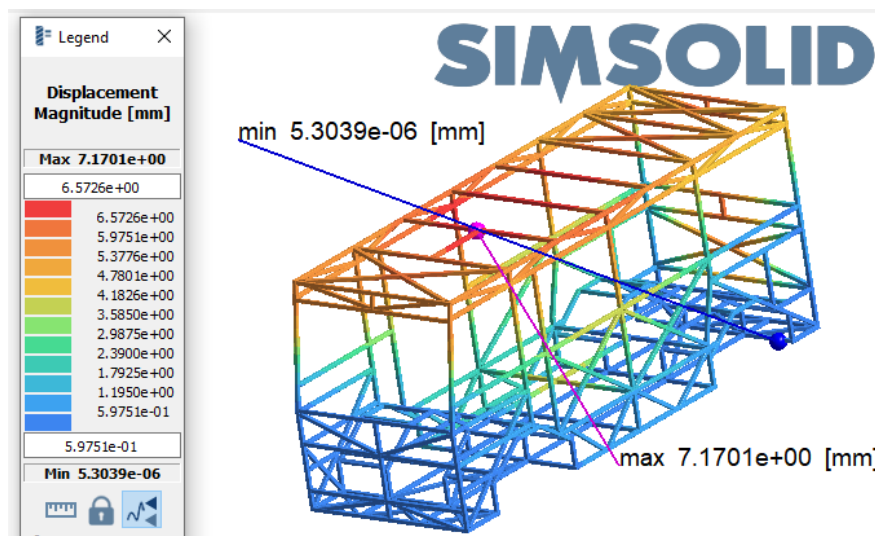 Legend
Displacement
Magnitude [mm]
Max 7.1701e+00
6.5726e+00
6.5726e+00
5.9751e+00
5.3776e+00
4.7801e+00
4.1826e+00
3.5850e+00
2.9875e+00
2.3900e+00
1.7925e+00
1.1950e+00
5.9751e-01
5.9751e-01
Min 5.3039e-06
SIMSOLID
min 5.3039e-06 [mm]
max 7.1701e+00 [mm]